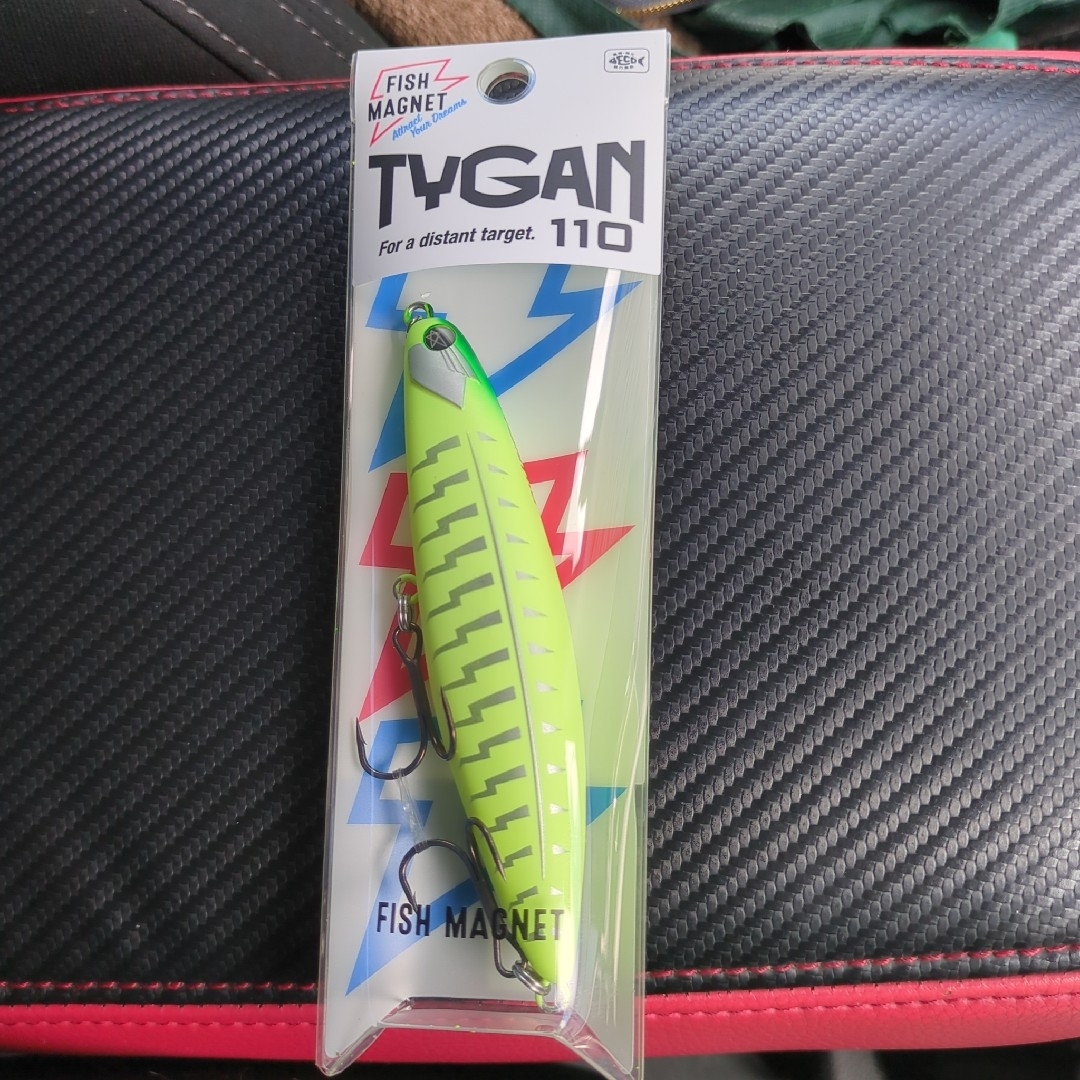 FISH
MAGNET
Attract
Your Dreams
TYGAN
For a distant target. 110
FISH MAGNET